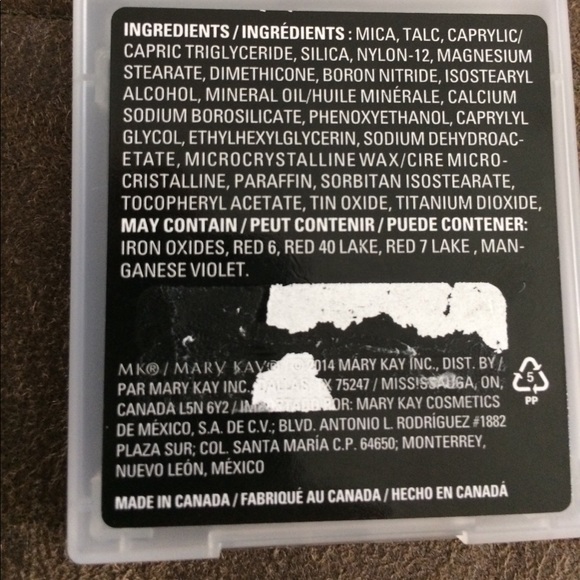 INGREDIENTS / INGRÉDIENTS : MICA, TALC, CAPRYLIC/
CAPRIC TRIGLYCERIDE, SILICA, NYLON-12, MAGNESIUM
STEARATE, DIMETHICONE, BORON NITRIDE, ISOSTEARYL
ALCOHOL, MINERAL OIL/HUILE MINÉRALE, CALCIUM
SODIUM BOROSILICATE, PHENOXYETHANOL, CAPRYLYL
GLYCOL, ETHYLHEXYLGLYCERIN, SODIUM DEHYDROAC-
ETATE, MICROCRYSTALLINE WAX/CIRE MICRO-
CRISTALLINE, PARAFFIN, SORBITAN ISOSTEARATE,
TOCOPHERYL ACETATE, TIN OXIDE, TITANIUM DIOXIDE,
MAY CONTAIN / PEUT CONTENIR / PUEDE CONTENER:
IRON OXIDES, RED 6, RED 40 LAKE, RED 7 LAKE , MAN-
GANESE VIOLET.
MK® / MARY KAY® ©2014 MARY KAY INC., DIST. BY /
PAR MARY KAY INC., DALLAS, TX 75247 / MISSISSAUGA, ON,
CANADA L5N 6Y2 / IMPORTADO POR: MARY KAY COSMETICS
DE MÉXICO, S.A. DE C.V.; BLVD. ANTONIO L. RODRÍGUEZ #1882
PLAZA SUR; COL. SANTA MARÍA C.P. 64650; MONTERREY,
NUEVO LEÓN, MÉXICO
5
PP
MADE IN CANADA / FABRIQUÉ AU CANADA / HECHO EN CANADÁ